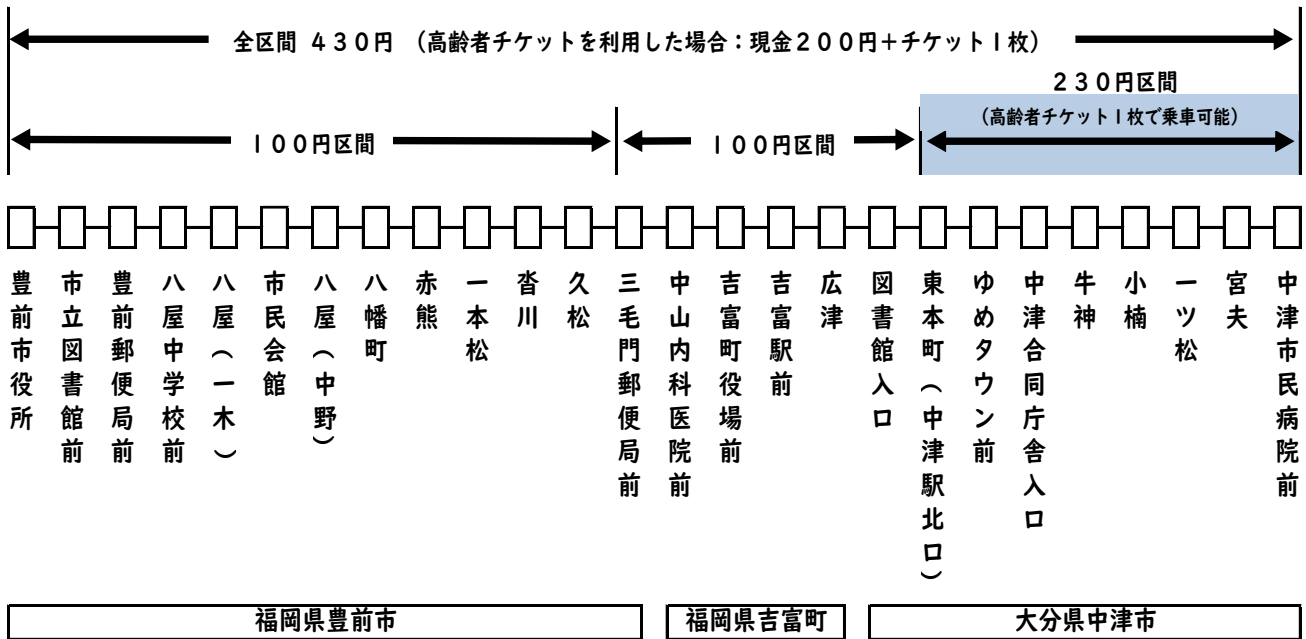 全区間 430円 (高齢者チケットを利用した場合:現金200円+チケット1枚)
230円区間
(高齢者チケット1枚で乗車可能)
100円区間
100円区間
豊前市役所
市立図書館前
豊前郵便局前
八屋中学校前
八屋(一木)
市民会館
八屋(中野)
八幡町
赤熊
一本松
沓川
久松
三毛門郵便局前
中山内科医院前
吉富町役場前
吉富駅前
広津
図書館入口
東本町(中津駅北口)
ゆめタウン前
中津合同庁舎入口
牛神
小楠
一ツ松
宮夫
中津市民病院前
福岡県豊前市
福岡県吉富町
大分県中津市